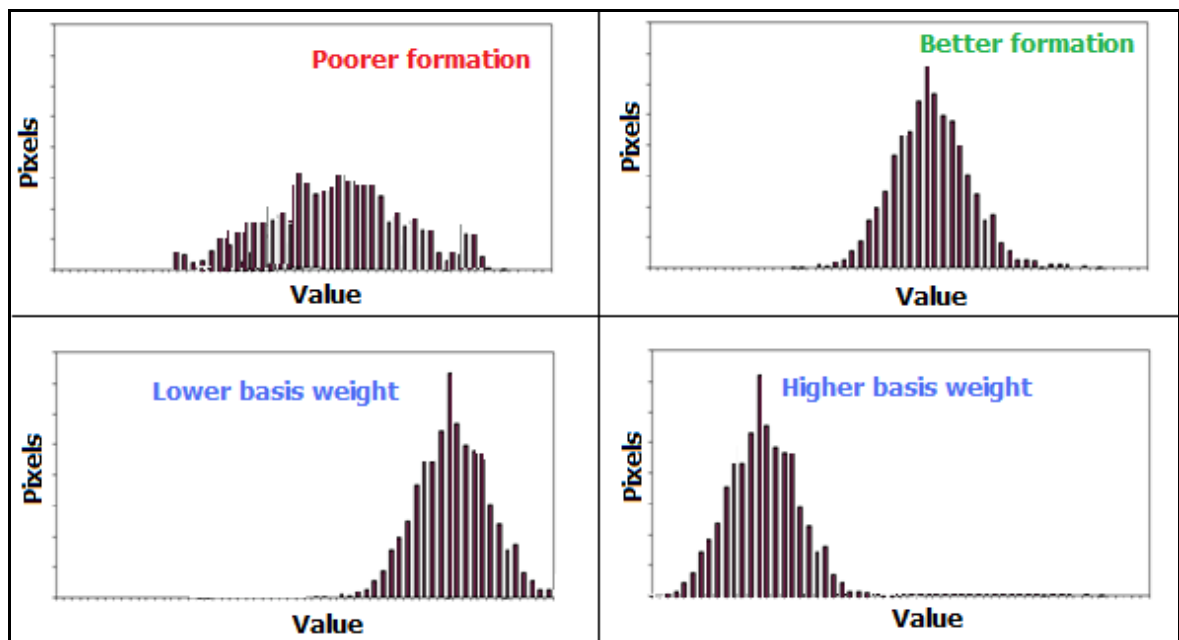 Poorer formation
Pixels
Value
Better formation
Pixels
Value
Lower basis weight
Pixels
Value
Higher basis weight
Pixels
Value